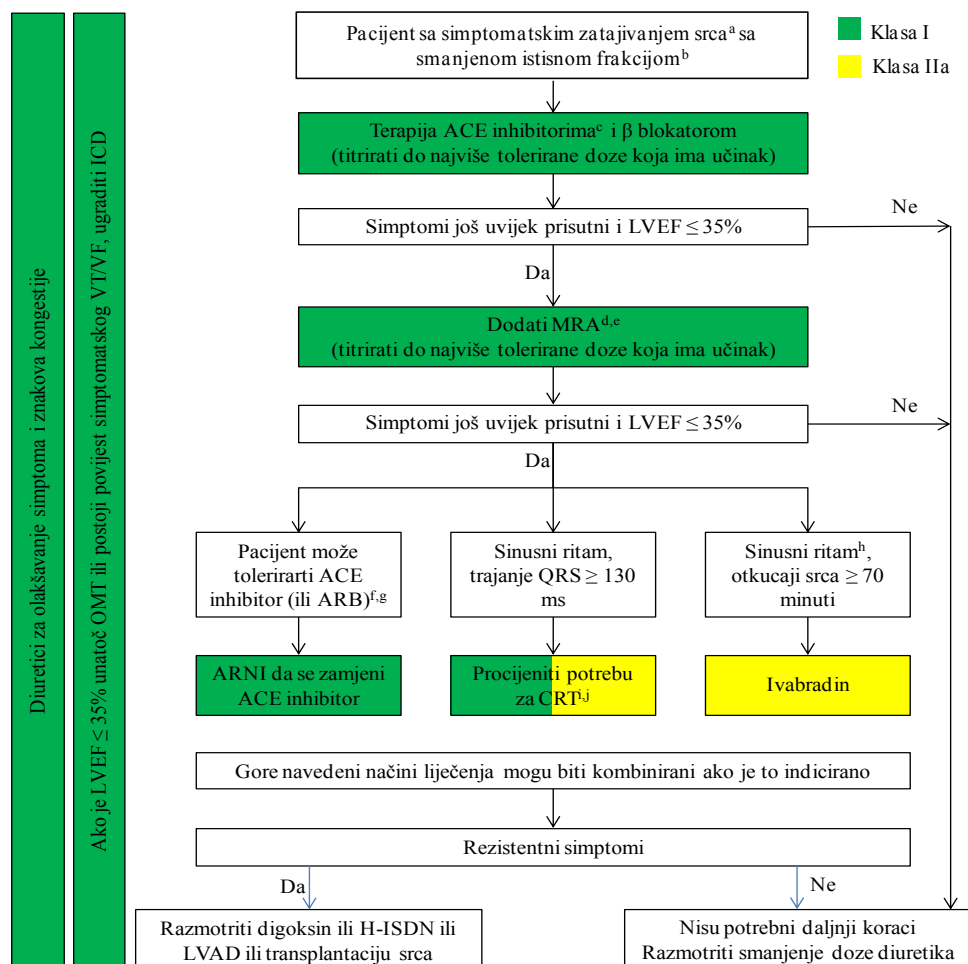 Pacijent sa simptomatskim zatajivanjem srcaᵃ sa
smanjenom istisnom frakcijomᵇ
Klasa I
Klasa IIa
Terapija ACE inhibitorimaᶜ i β blokatorom
(titrirati do najviše tolerirane doze koja ima učinak)
Simptomi još uvijek prisutni i LVEF ≤ 35%
Ne
Da
Dodati MRAᵈ,ᵉ
(titrirati do najviše tolerirane doze koja ima učinak)
Simptomi još uvijek prisutni i LVEF ≤ 35%
Ne
Da
Pacijent može
tolerirarti ACE
inhibitor (ili ARB)ᶠ,ᵍ
Sinusni ritam,
trajanje QRS ≥ 130
ms
Sinusni ritamʰ,
otkucaji srca ≥ 70
minuti
ARNI da se zamjeni
ACE inhibitor
Procijeniti potrebu
za CRTⁱ,ʲ
Ivabradin
Gore navedeni načini liječenja mogu biti kombinirani ako je to indicirano
Rezistentni simptomi
Da
Ne
Razmotriti digoksin ili H-ISDN ili
LVAD ili transplantaciju srca
Nisu potrebni daljnji koraci
Razmotriti smanjenje doze diuretika
Diuretici za olakšavanje simptoma i znakova kongestije
Ako je LVEF ≤ 35% unatoč OMT ili postoji povijest simptomatskog VT/VF, ugraditi ICD